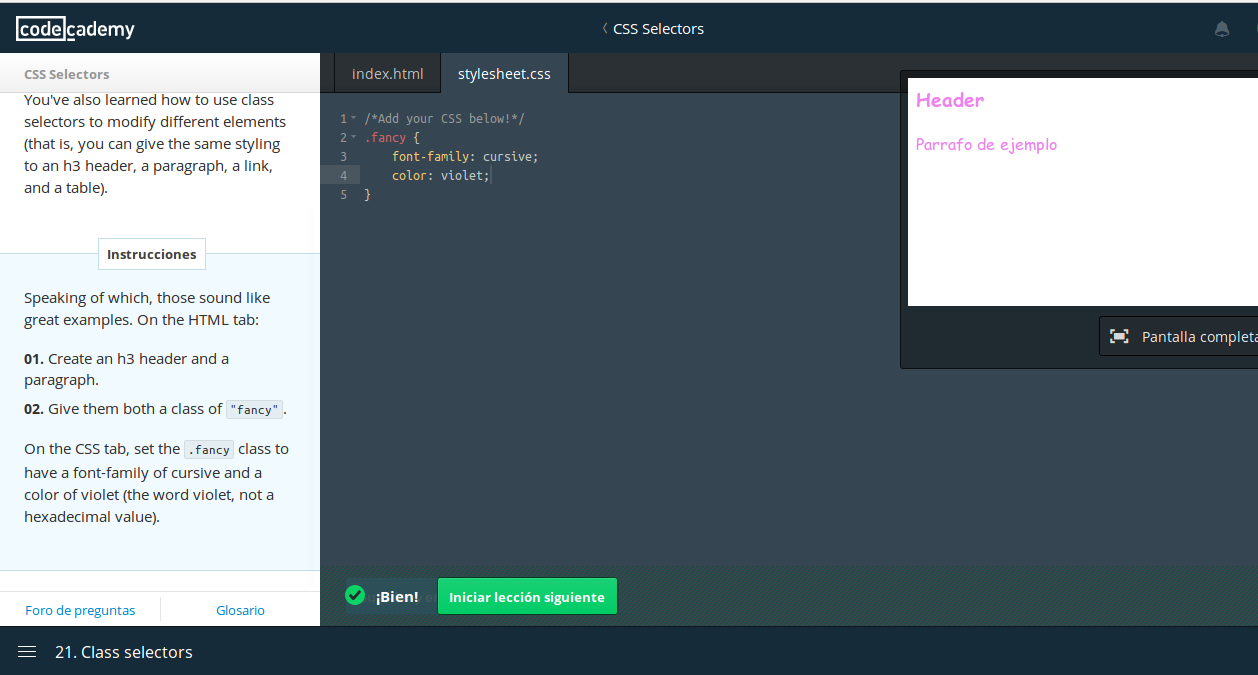 codecademy
CSS Selectors
CSS Selectors
You've also learned how to use class
selectors to modify different elements
(that is, you can give the same styling
to an h3 header, a paragraph, a link,
and a table).
Instrucciones
Speaking of which, those sound like
great examples. On the HTML tab:
01. Create an h3 header and a
paragraph.
02. Give them both a class of "fancy".
On the CSS tab, set the .fancy class to
have a font-family of cursive and a
color of violet (the word violet, not a
hexadecimal value).
Foro de preguntas
Glosario
index.html
stylesheet.css
1 /*Add your CSS below!*/
2 .fancy {
3 font-family: cursive;
4 color: violet;
5 }
Header
Parrafo de ejemplo
Pantalla completa
¡Bien!
Iniciar lección siguiente
21. Class selectors